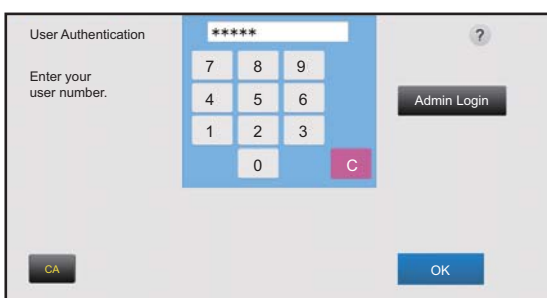 User Authentication
*****
?
Enter your
user number.
7 8 9
4 5 6
Admin Login
1 2 3
0 C
CA
OK